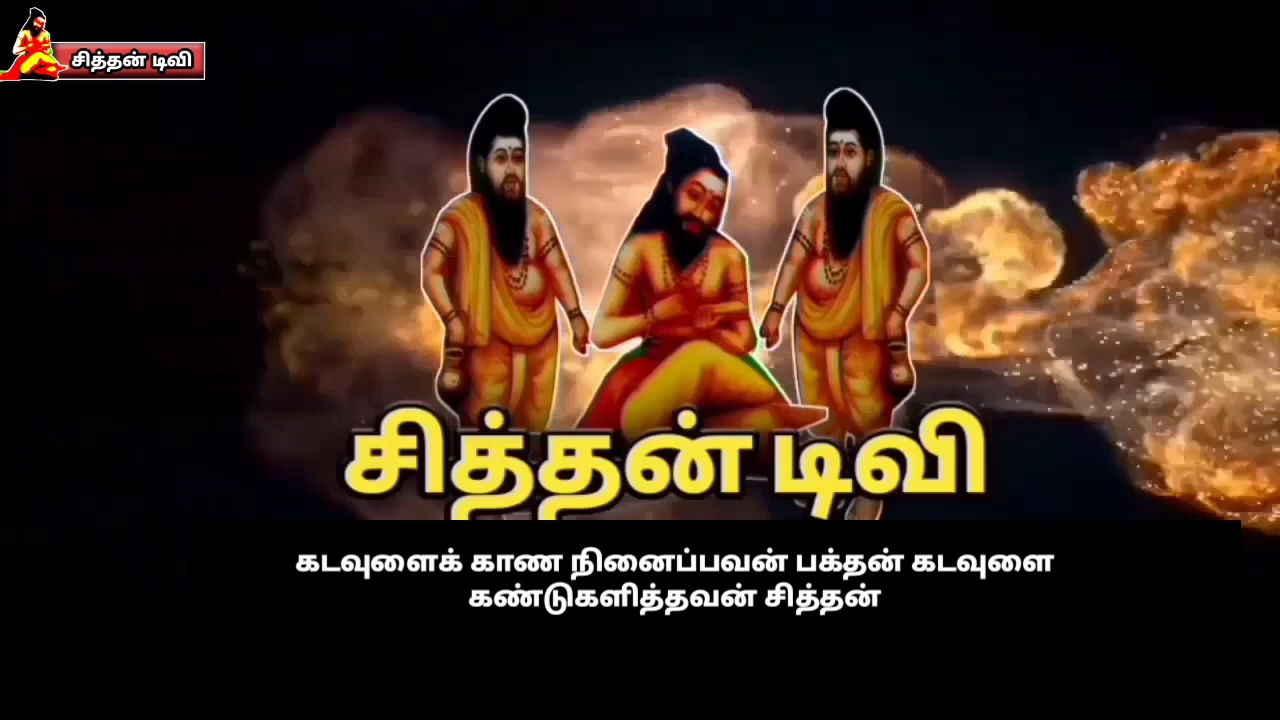 சித்தன் டிவி
சித்தன் டிவி
கடவுளைக் காண நினைப்பவன் பக்தன் கடவுளை
கண்டுகளித்தவன் சித்தன்